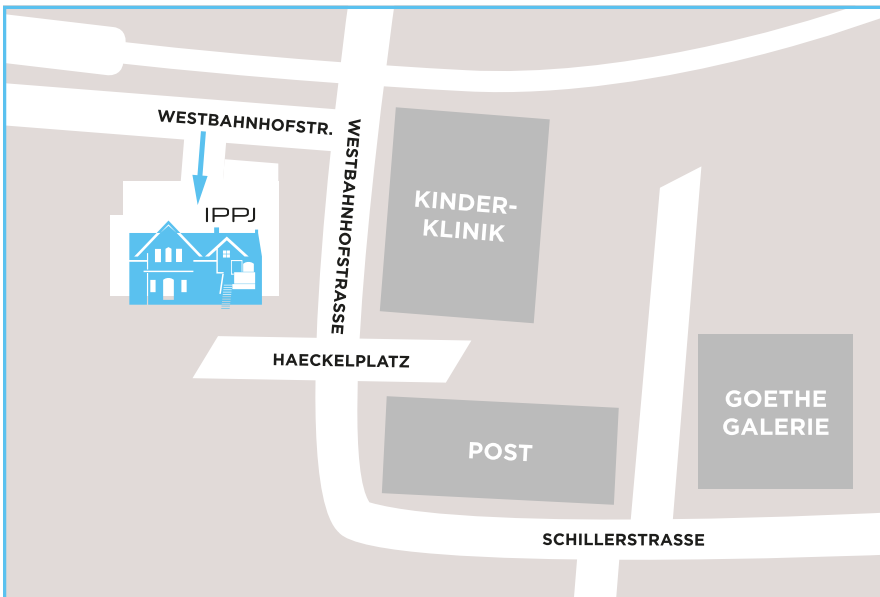 WESTBAHNHOFSTR.
WESTBAHNHOFSTRASSE
IPPJ
KINDER-
KLINIK
HAECKELPLATZ
GOETHE
GALERIE
POST
SCHILLERSTRASSE